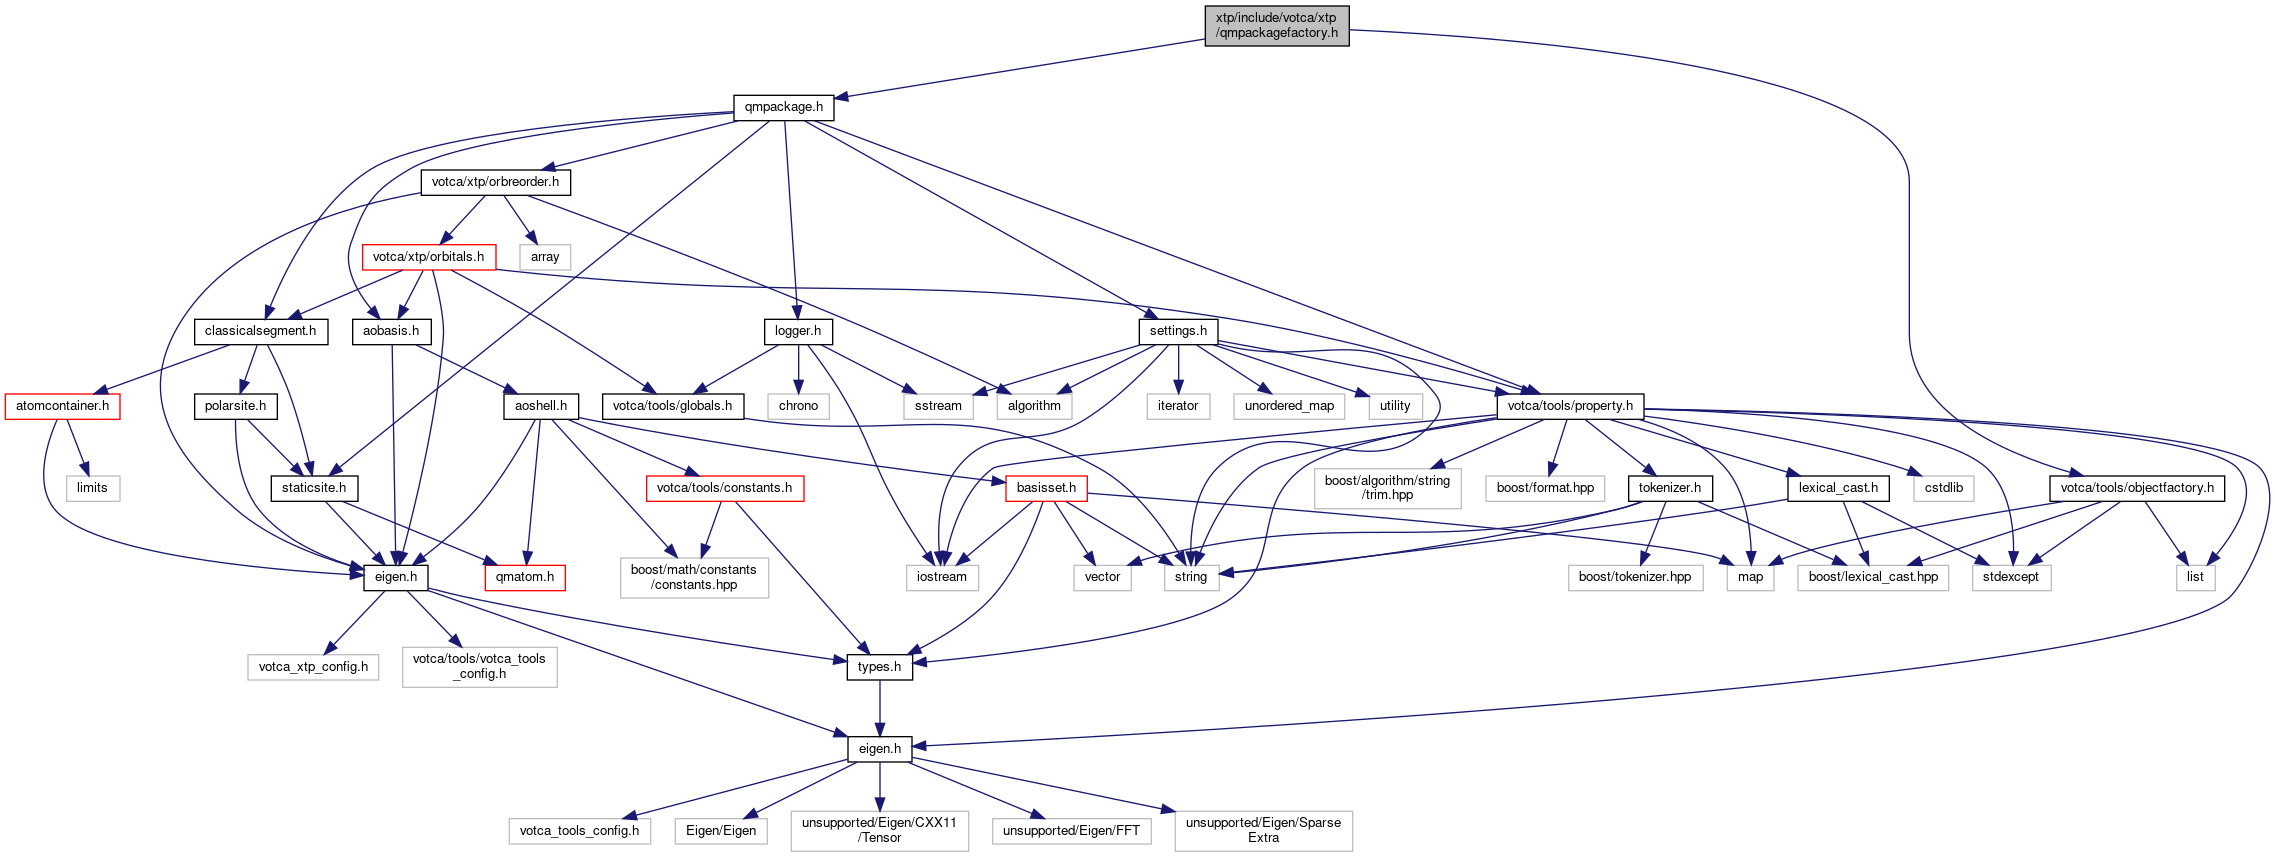 xtp/include/votca/xtp
/qmpackagefactory.h
qmpackage.h
votca/xtp/orbreorder.h
votca/xtp/orbitals.h
array
classicalsegment.h
aobasis.h
logger.h
settings.h
atomcontainer.h
polarsite.h
aoshell.h
votca/tools/globals.h
chrono
sstream
algorithm
iterator
unordered_map
utility
votca/tools/property.h
limits
staticsite.h
votca/tools/constants.h
basisset.h
boost/algorithm/string
/trim.hpp
boost/format.hpp
tokenizer.h
lexical_cast.h
cstdlib
votca/tools/objectfactory.h
eigen.h
qmatom.h
boost/math/constants
/constants.hpp
iostream
vector
string
boost/tokenizer.hpp
map
boost/lexical_cast.hpp
stdexcept
list
votca_xtp_config.h
votca/tools/votca_tools
_config.h
types.h
eigen.h
votca_tools_config.h
Eigen/Eigen
unsupported/Eigen/CXX11
/Tensor
unsupported/Eigen/FFT
unsupported/Eigen/Sparse
Extra